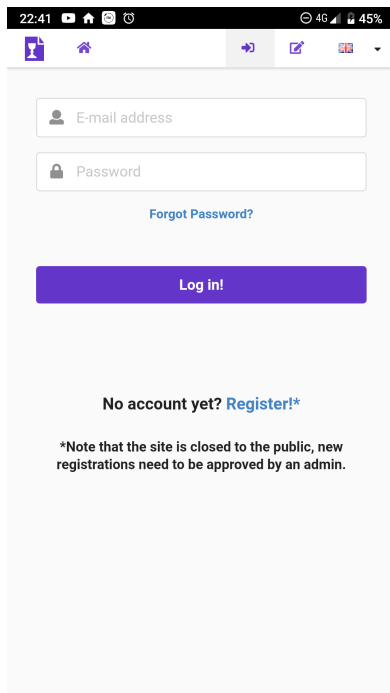 22:41 4G 45%
E-mail address
Password
Forgot Password?
Log in!
No account yet? Register!*
*Note that the site is closed to the public, new
registrations need to be approved by an admin.